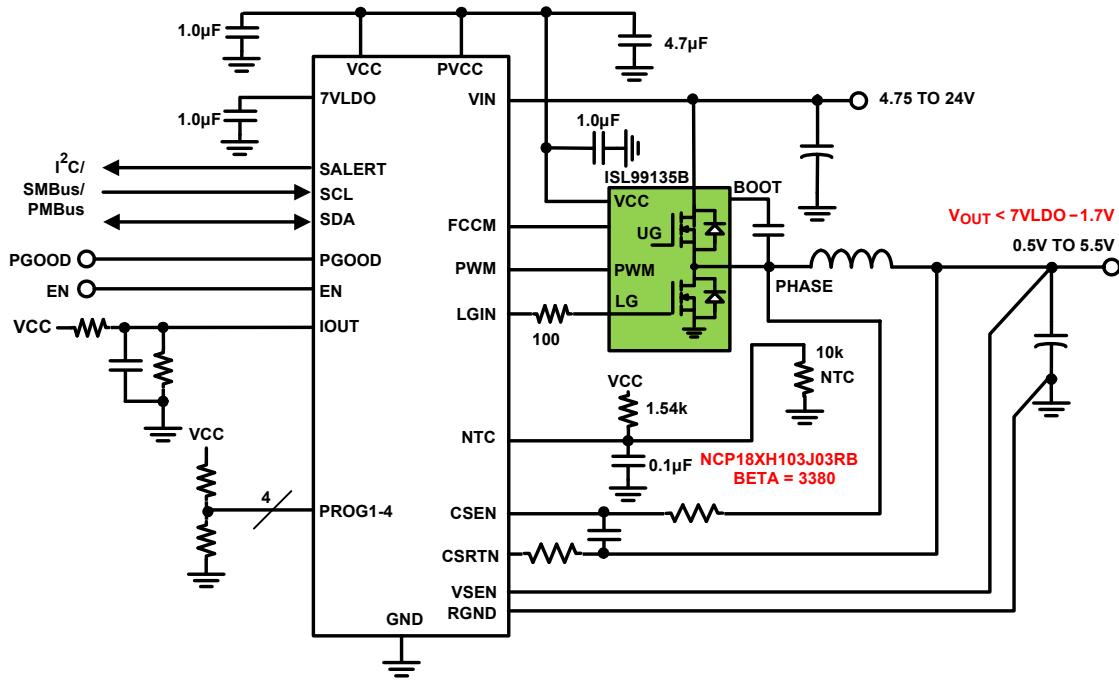 1.0µF
4.7µF
VCC
PVCC
7VLDO
VIN
4.75 TO 24V
1.0µF
1.0µF
I²C/
SMBus/
PMBus
SALERT
SCL
SDA
ISL99135B
BOOT
VCC
UG
FCCM
VOUT < 7VLDO – 1.7V
0.5V TO 5.5V
PGOOD
PGOOD
PWM
PWM
PHASE
EN
EN
LGIN
LG
100
VCC
IOUT
10k
NTC
VCC
1.54k
NTC
0.1µF
NCP18XH103J03RB
BETA = 3380
VCC
4
PROG1-4
CSEN
CSRTN
VSEN
RGND
GND